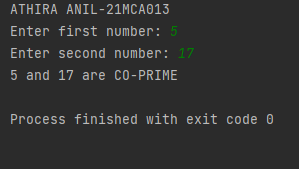 ATHIRA ANIL-21MCA013
Enter first number: 5
Enter second number: 17
5 and 17 are CO-PRIME
Process finished with exit code 0